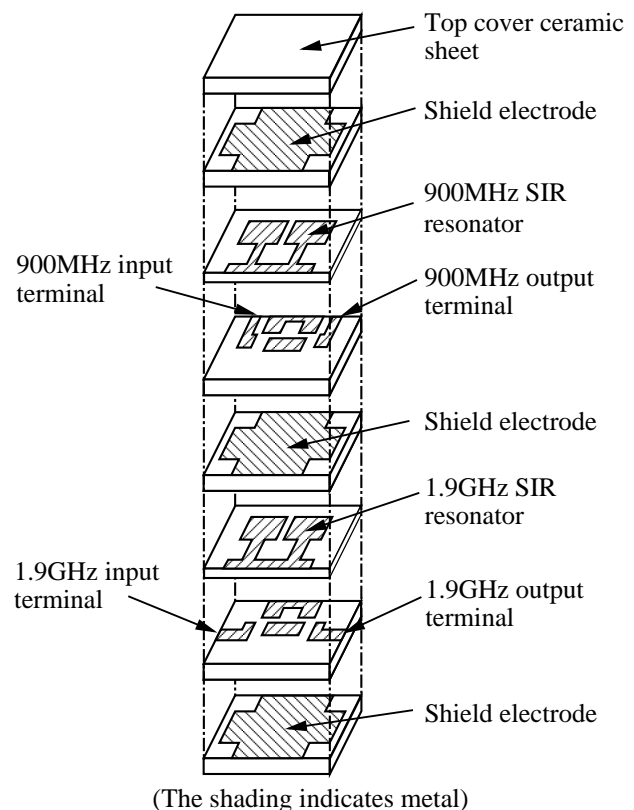 Top cover ceramic
sheet
Shield electrode
900MHz SIR
resonator
900MHz input
terminal
900MHz output
terminal
Shield electrode
1.9GHz SIR
resonator
1.9GHz input
terminal
1.9GHz output
terminal
Shield electrode
(The shading indicates metal)